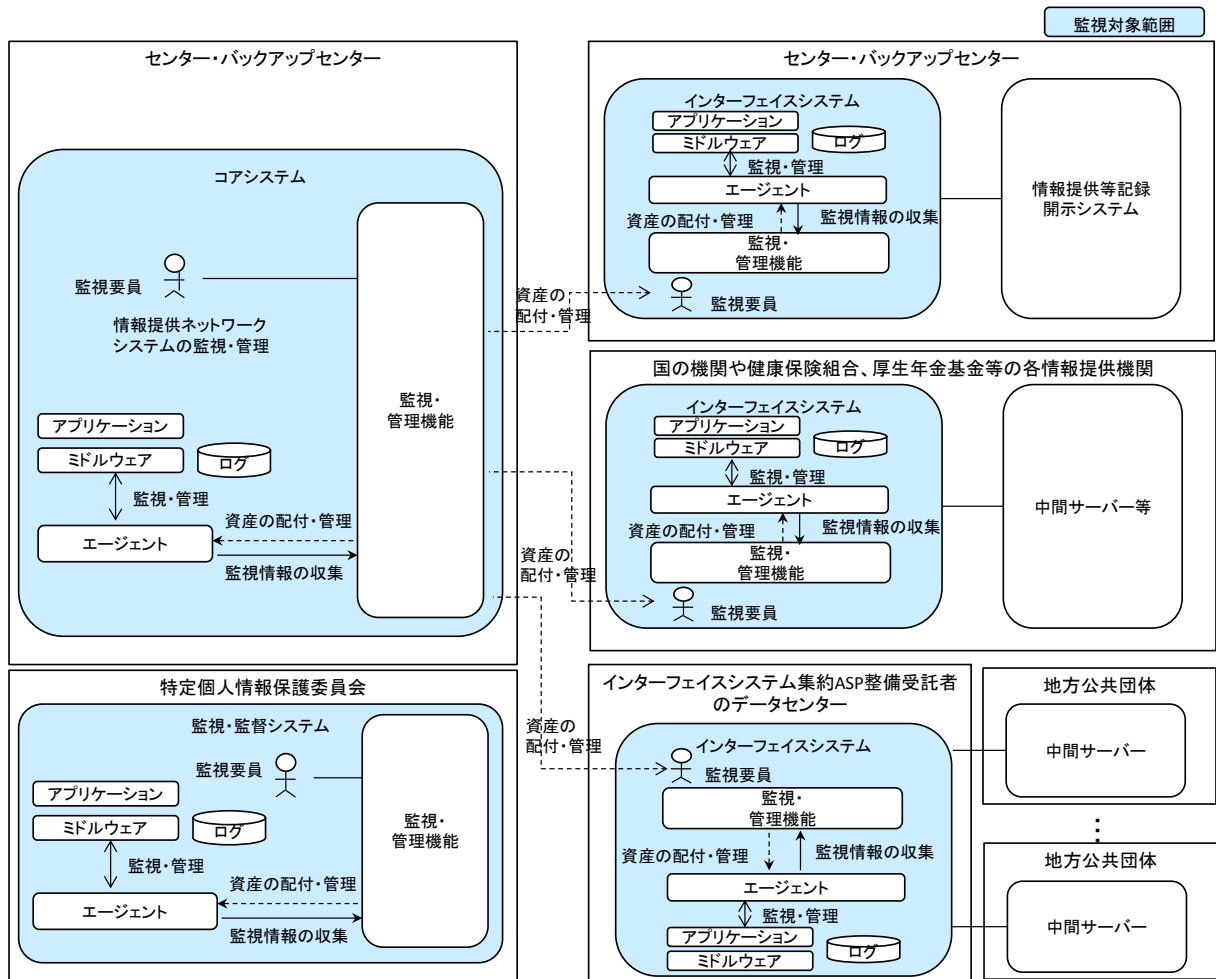 監視対象範囲
センター・バックアップセンター
コアシステム
監視要員
情報提供ネットワーク
システムの監視・管理
監視・
管理機能
アプリケーション
ミドルウェア
ログ
監視・管理
エージェント
資産の配付・管理
監視情報の収集
資産の
配付・管理
資産の
配付・管理
資産の
配付・管理
センター・バックアップセンター
インターフェイスシステム
アプリケーション
ミドルウェア
ログ
監視・管理
エージェント
資産の配付・管理
監視情報の収集
監視・
管理機能
監視要員
情報提供等記録
開示システム
国の機関や健康保険組合、厚生年金基金等の各情報提供機関
インターフェイスシステム
アプリケーション
ミドルウェア
ログ
監視・管理
エージェント
資産の配付・管理
監視情報の収集
監視・
管理機能
監視要員
中間サーバー等
特定個人情報保護委員会
監視・監督システム
監視要員
アプリケーション
ミドルウェア
ログ
監視・
管理機能
監視・管理
資産の配付・管理
エージェント
監視情報の収集
インターフェイスシステム集約ASP整備受託者
のデータセンター
インターフェイスシステム
監視要員
監視・
管理機能
資産の配付・管理
監視情報の収集
エージェント
監視・管理
アプリケーション
ミドルウェア
ログ
地方公共団体
中間サーバー
⋮
地方公共団体
中間サーバー